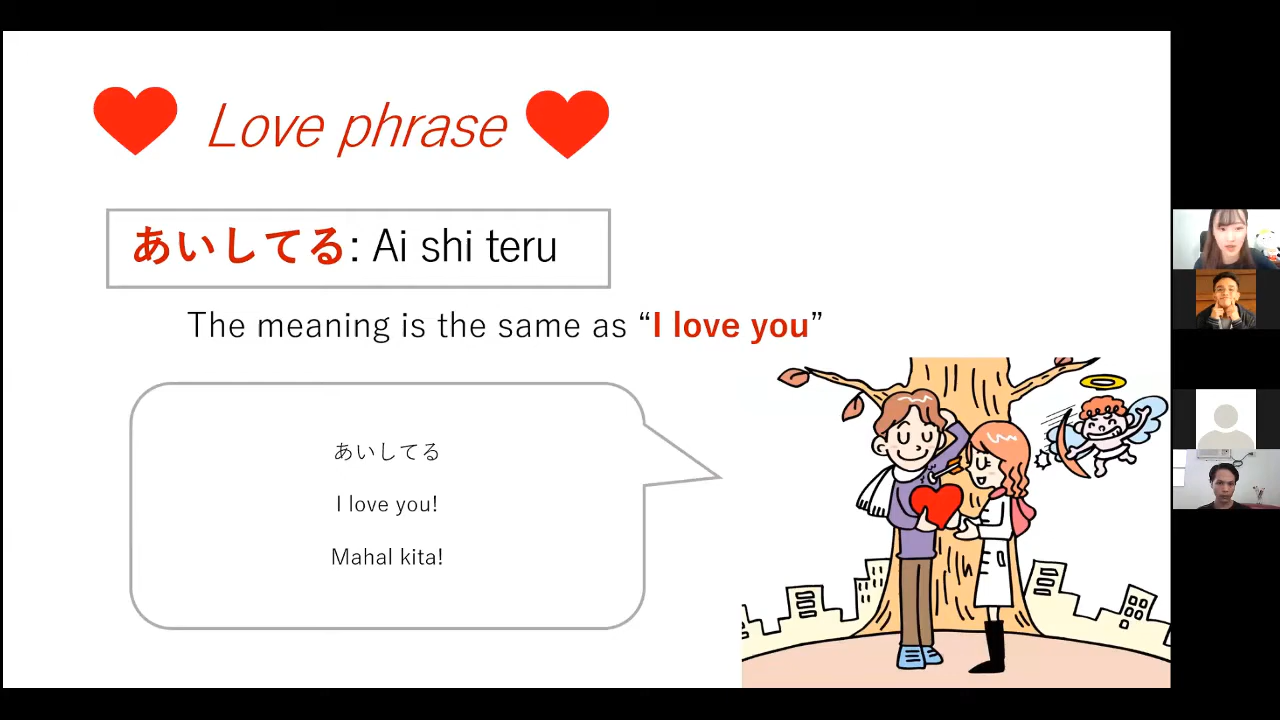 Love phrase
あいしてる: Ai shi teru
The meaning is the same as “I love you”
あいしてる
I love you!
Mahal kita!